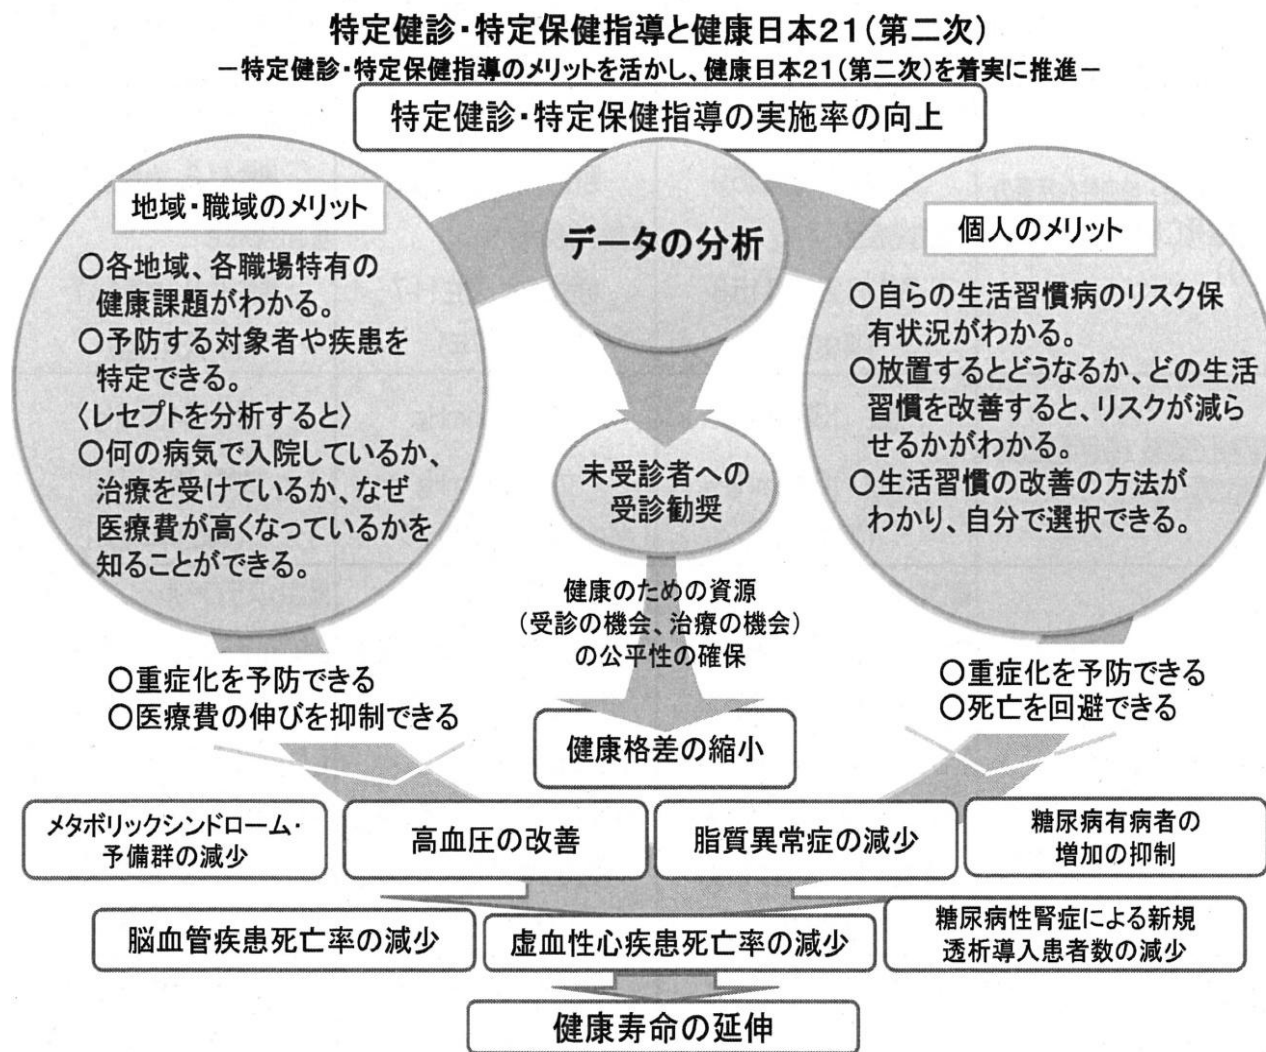 特定健診・特定保健指導と健康日本21(第二次)
－特定健診・特定保健指導のメリットを活かし、健康日本21(第二次)を着実に推進－
特定健診・特定保健指導の実施率の向上
データの分析
地域・職域のメリット
○各地域、各職場特有の
健康課題がわかる。
○予防する対象者や疾患を
特定できる。
〈レセプトを分析すると〉
○何の病気で入院しているか、
治療を受けているか、なぜ
医療費が高くなっているかを
知ることができる。
個人のメリット
○自らの生活習慣病のリスク保
有状況がわかる。
○放置するとどうなるか、どの生活
習慣を改善すると、リスクが減ら
せるかがわかる。
○生活習慣の改善の方法が
わかり、自分で選択できる。
未受診者への
受診勧奨
健康のための資源
(受診の機会、治療の機会)
の公平性の確保
○重症化を予防できる
○医療費の伸びを抑制できる
○重症化を予防できる
○死亡を回避できる
健康格差の縮小
メタボリックシンドローム・
予備群の減少
高血圧の改善
脂質異常症の減少
糖尿病有病者の
増加の抑制
脳血管疾患死亡率の減少
虚血性心疾患死亡率の減少
糖尿病性腎症による新規
透析導入患者数の減少
健康寿命の延伸